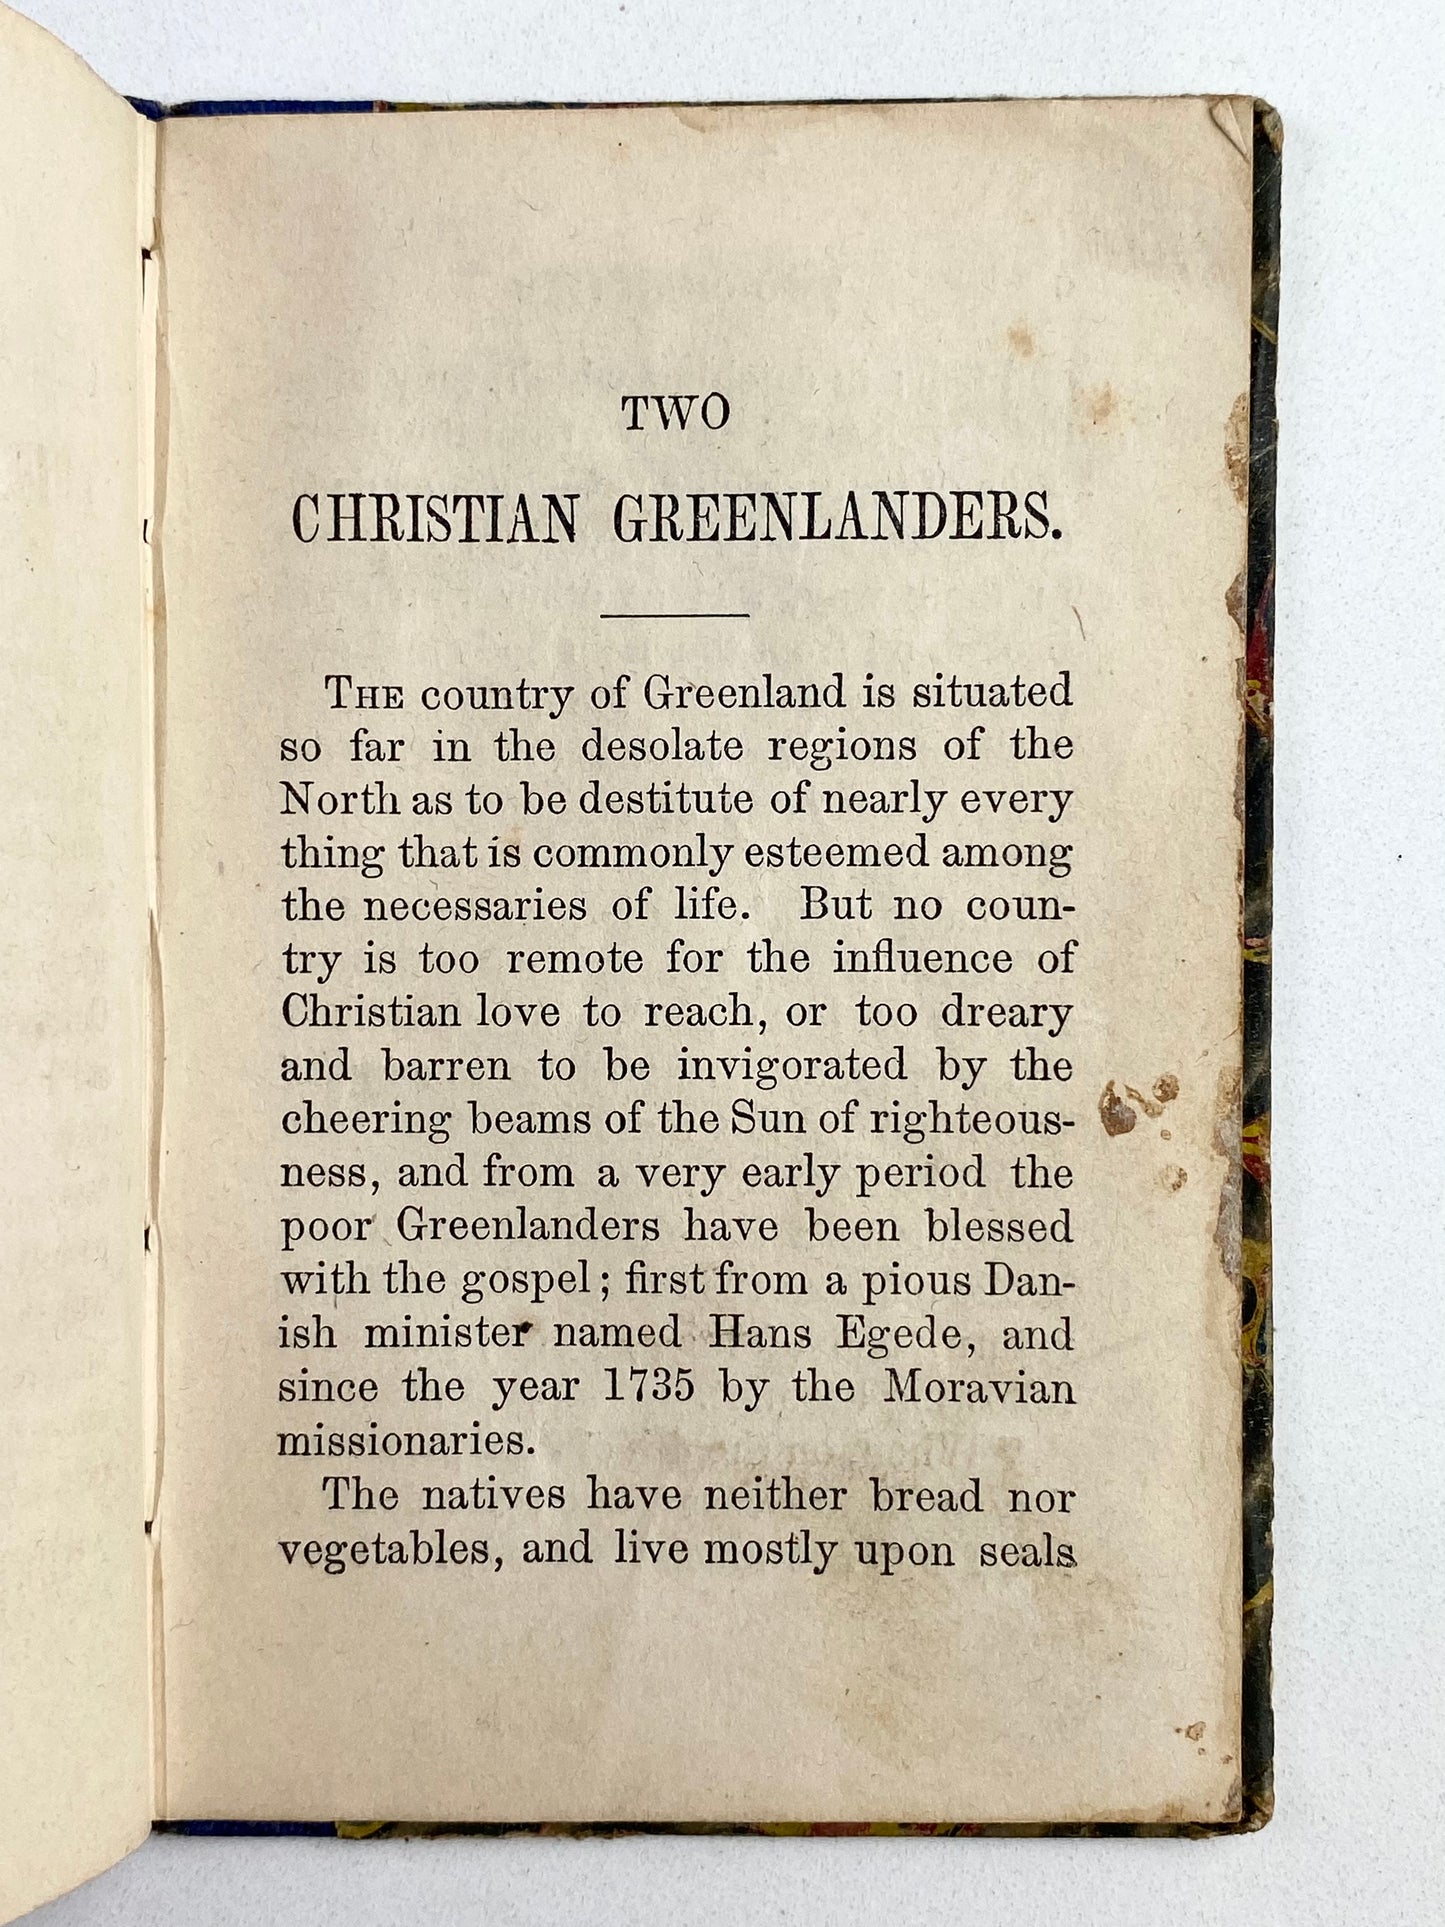 TWO
CHRISTIAN GREENLANDERS.
THE country of Greenland is situated
so far in the desolate regions of the
North as to be destitute of nearly every
thing that is commonly esteemed among
the necessaries of life. But no coun-
try is too remote for the influence of
Christian love to reach, or too dreary
and barren to be invigorated by the
cheering beams of the Sun of righteous-
ness, and from a very early period the
poor Greenlanders have been blessed
with the gospel; first from a pious Dan-
ish minister named Hans Egede, and
since the year 1735 by the Moravian
missionaries.
The natives have neither bread nor
vegetables, and live mostly upon seals